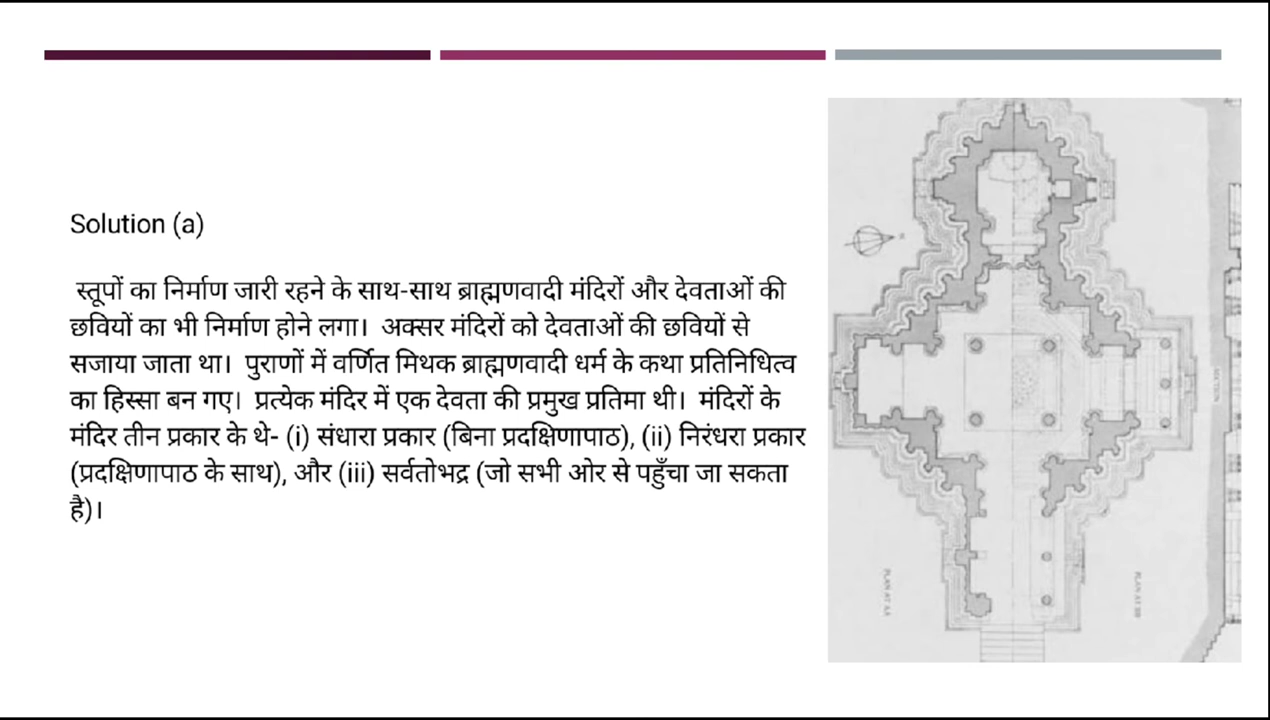 Solution (a)
स्तूपों का निर्माण जारी रहने के साथ-साथ ब्राह्मणवादी मंदिरों और देवताओं की
छवियों का भी निर्माण होने लगा। अक्सर मंदिरों को देवताओं की छवियों से
सजाया जाता था। पुराणों में वर्णित मिथक ब्राह्मणवादी धर्म के कथा प्रतिनिधित्व
का हिस्सा बन गए। प्रत्येक मंदिर में एक देवता की प्रमुख प्रतिमा थी। मंदिरों के
मंदिर तीन प्रकार के थे- (i) संधारा प्रकार (बिना प्रदक्षिणापाठ), (ii) निरंधरा प्रकार
(प्रदक्षिणापाठ के साथ), और (iii) सर्वतोभद्र (जो सभी ओर से पहुँचा जा सकता
है)।